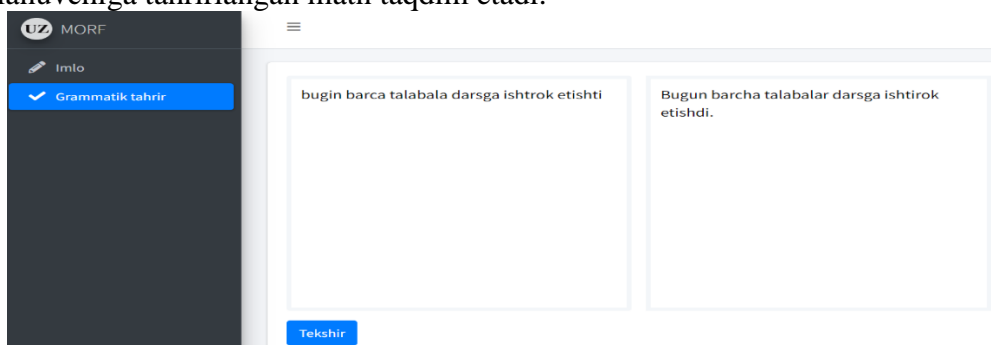 tahrirlangan matn taqdim etadi.
UZ MORF
Imlo
Grammatik tahrir
bugin barca talabala darsga ishtrok etishti
Bugun barcha talabalar darsga ishtirok
etishdi.
Tekshir